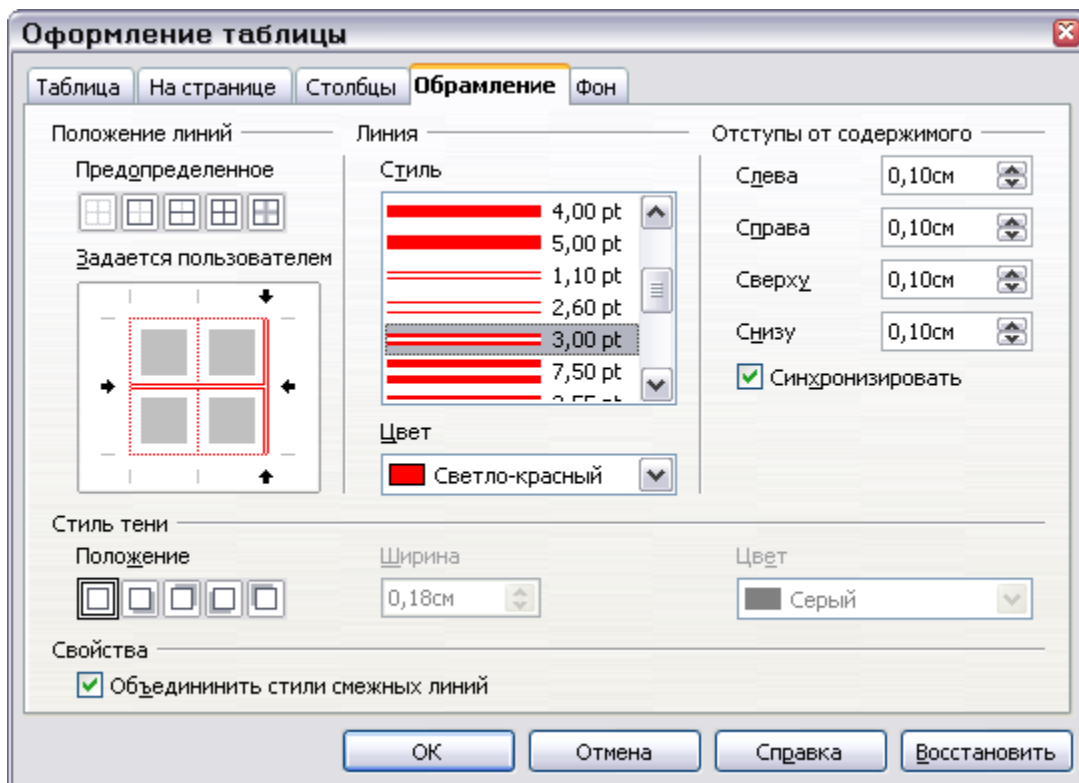 Оформление таблицы
Таблица На странице Столбцы Обрамление Фон
Положение линий
Предопределенное
Задается пользователем
Линия
Стиль
4,00 pt
5,00 pt
1,10 pt
2,60 pt
3,00 pt
7,50 pt
Цвет
Светло-красный
Отступы от содержимого
Слева 0,10см
Справа 0,10см
Сверху 0,10см
Снизу 0,10см
Синхронизировать
Стиль тени
Положение
Ширина
0,18см
Цвет
Серый
Свойства
Объедининить стили смежных линий
ОК Отмена Справка Восстановить